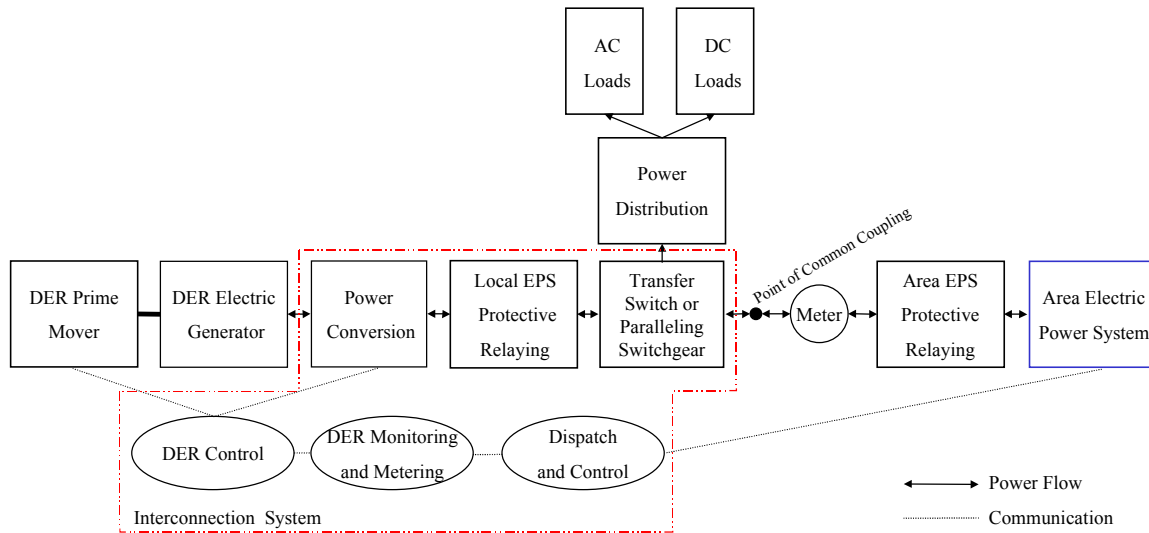 AC
Loads
DC
Loads
Power
Distribution
Point of Common Coupling
DER Prime
Mover
DER Electric
Generator
Power
Conversion
Local EPS
Protective
Relaying
Transfer
Switch or
Paralleling
Switchgear
Meter
Area EPS
Protective
Relaying
Area Electric
Power System
DER Control
DER Monitoring
and Metering
Dispatch
and Control
Interconnection System
Power Flow
Communication